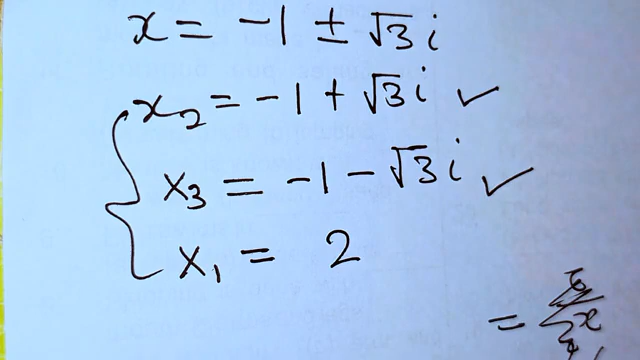 x = -1 ± √3 i
x₂ = -1 + √3 i ✓
x₃ = -1 - √3 i ✓
x₁ = 2
=